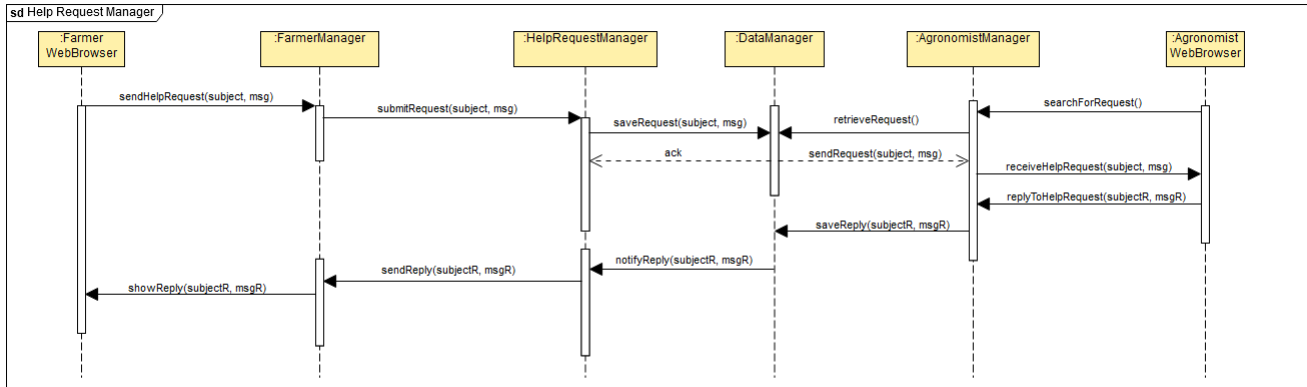 sd Help Request Manager
:Farmer
WebBrowser
:FarmerManager
:HelpRequestManager
:DataManager
:AgronomistManager
:Agronomist
WebBrowser
sendHelpRequest(subject, msg)
searchForRequest()
submitRequest(subject, msg)
saveRequest(subject, msg)
retrieveRequest()
ack
sendRequest(subject, msg)
receiveHelpRequest(subject, msg)
replyToHelpRequest(subjectR, msgR)
saveReply(subjectR, msgR)
notifyReply(subjectR, msgR)
sendReply(subjectR, msgR)
showReply(subjectR, msgR)